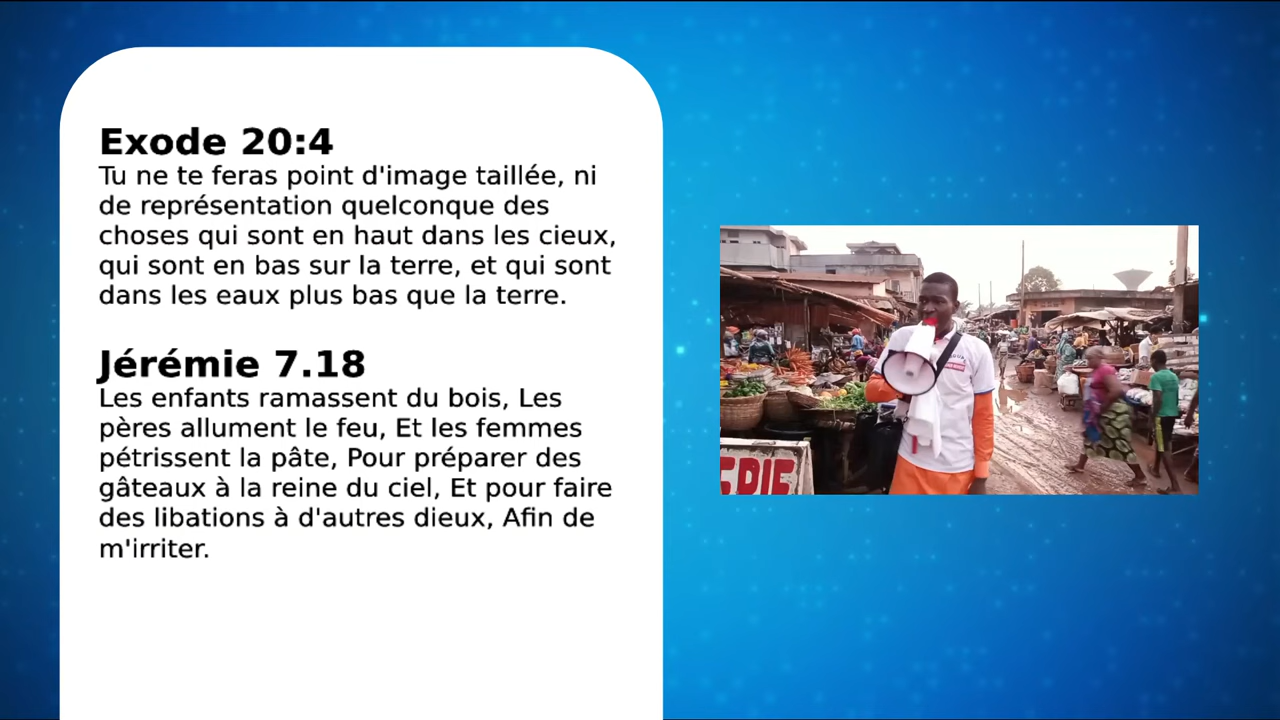 Exode 20:4
Tu ne te feras point d'image taillée, ni
de représentation quelconque des
choses qui sont en haut dans les cieux,
qui sont en bas sur la terre, et qui sont
dans les eaux plus bas que la terre.
Jérémie 7.18
Les enfants ramassent du bois, Les
pères allument le feu, Et les femmes
pétrissent la pâte, Pour préparer des
gâteaux à la reine du ciel, Et pour faire
des libations à d'autres dieux, Afin de
m'irriter.